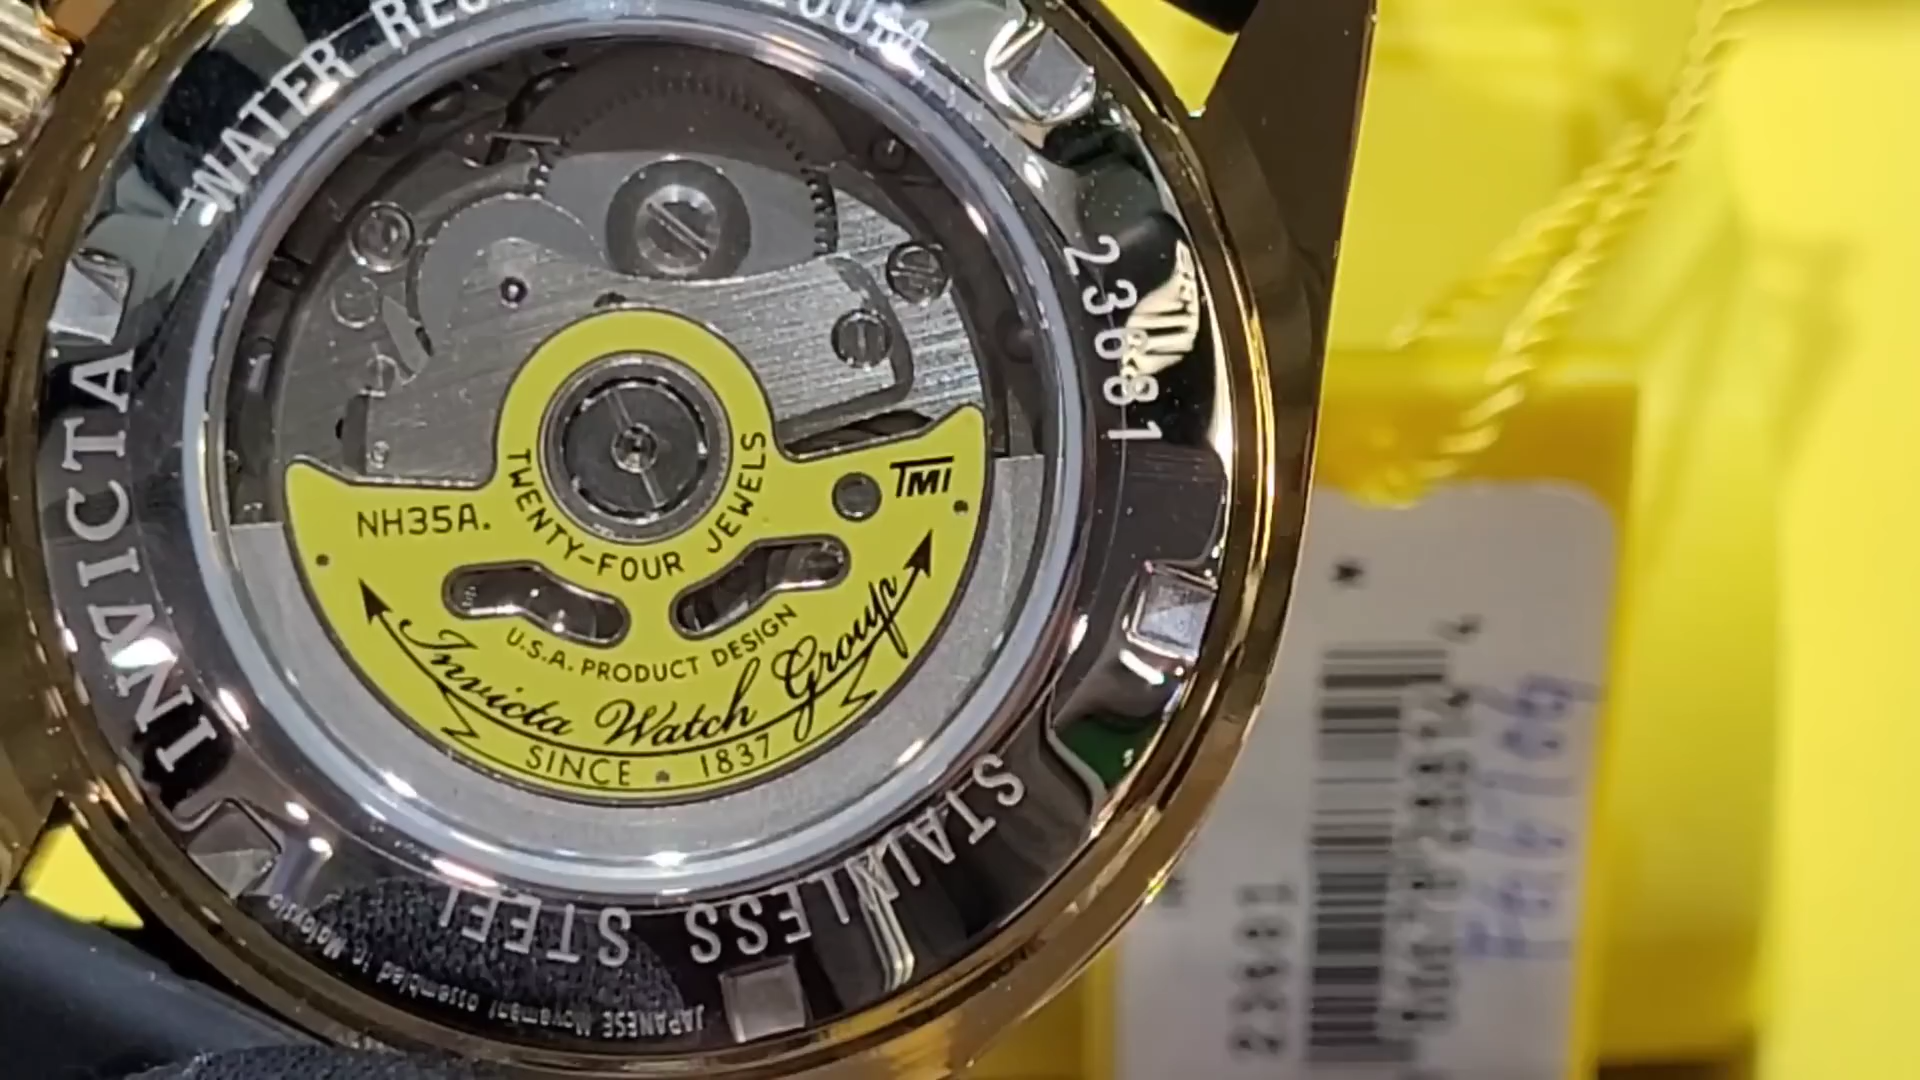 WATER
INVICTA
23681
NH35A.
TWENTY-FOUR JEWELS
TMI
U.S.A. PRODUCT DESIGN
Invicta Watch Group
SINCE 1837
STAINLESS STEEL
JAPANESE Movement assembled in Malaysia